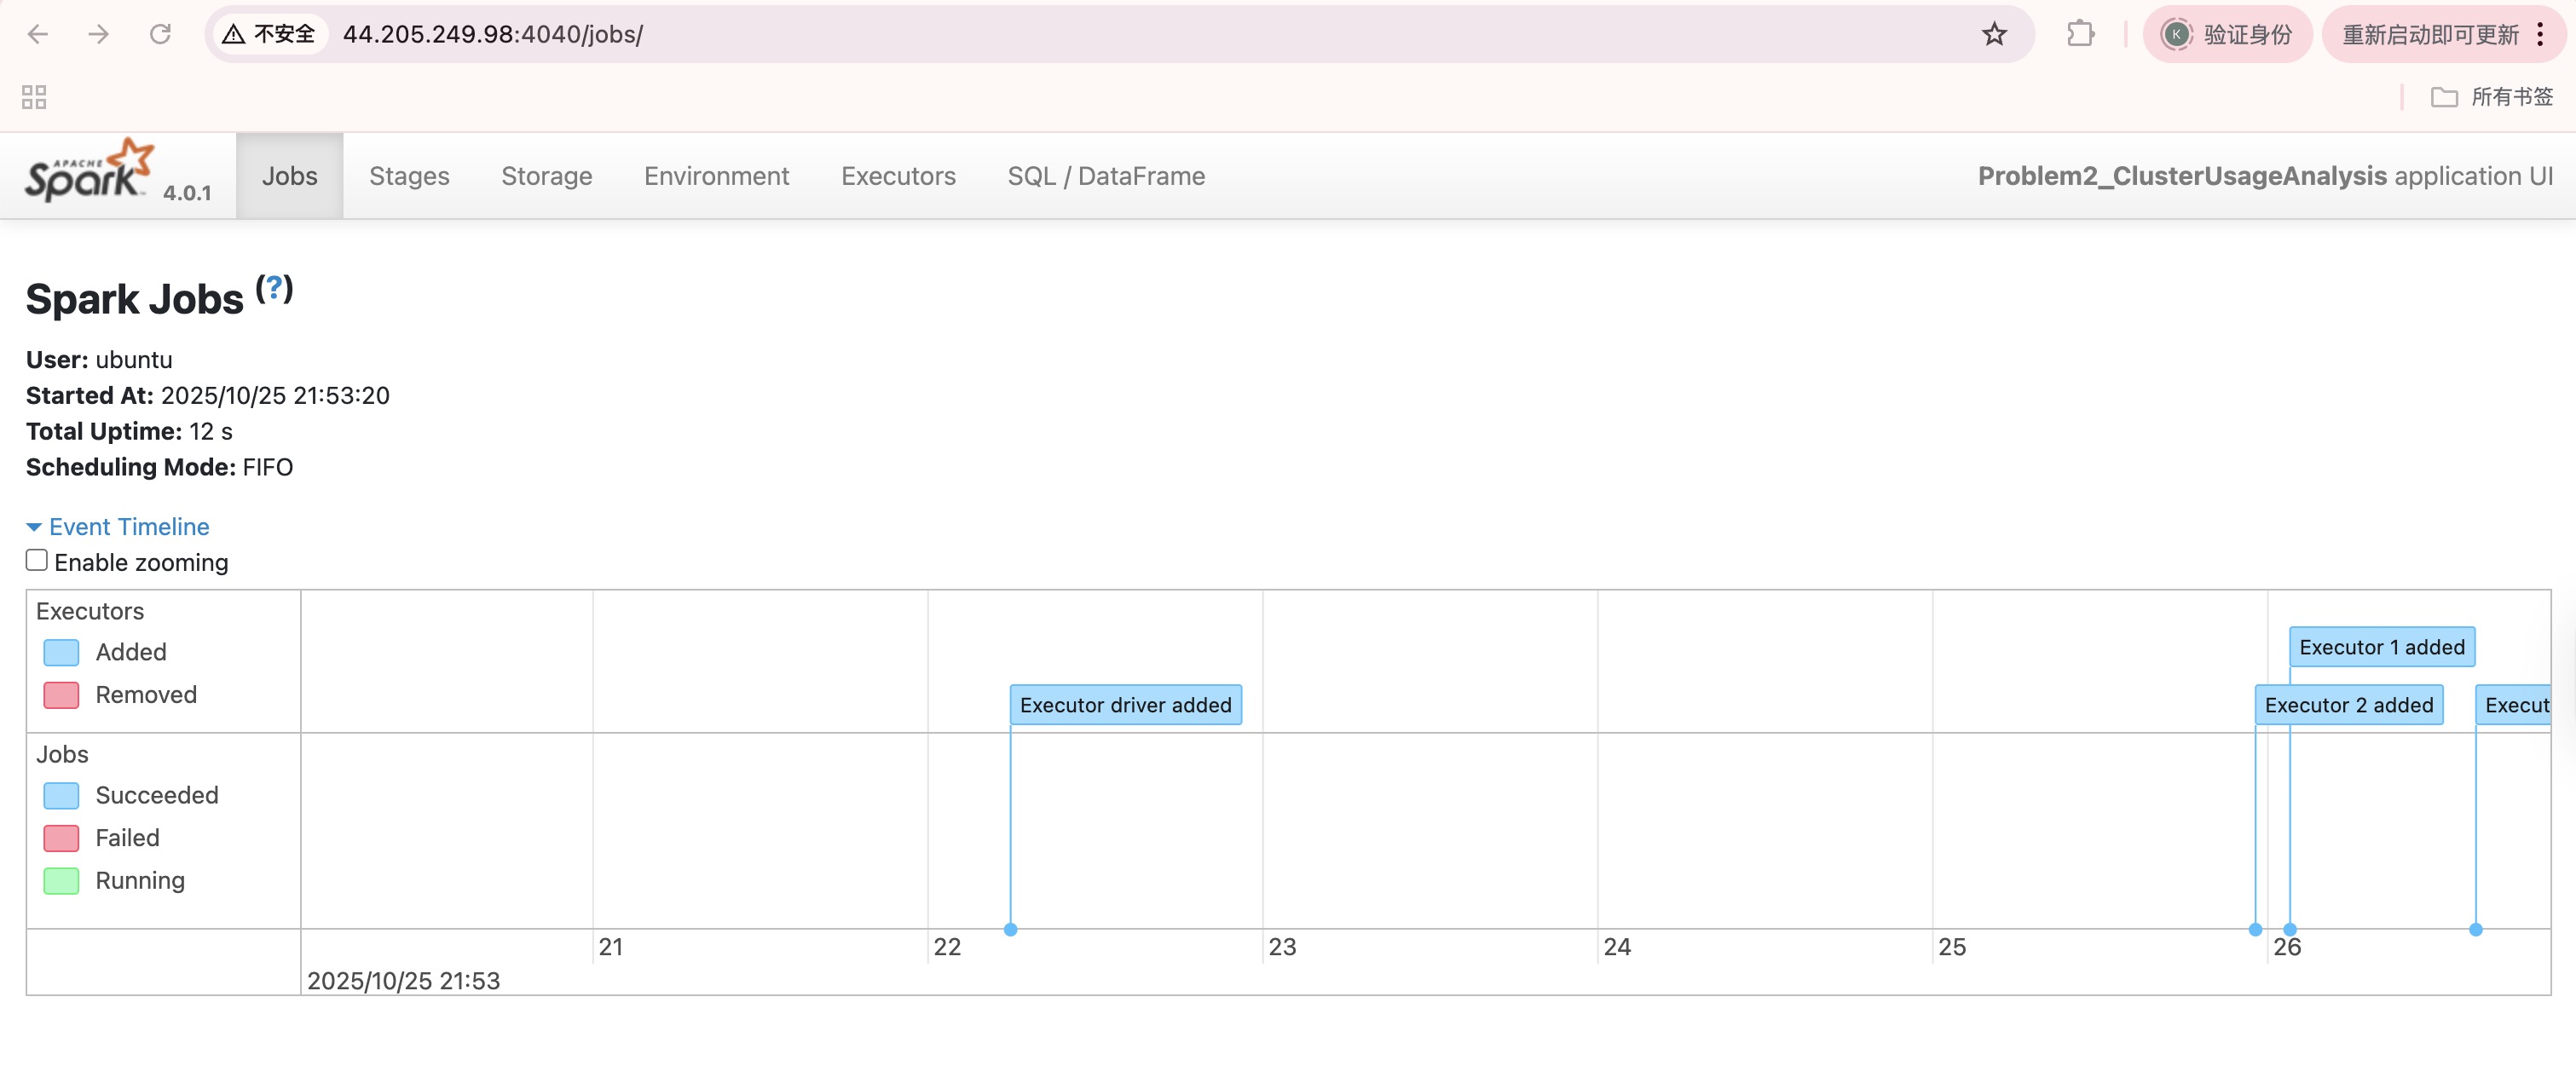 不安全 44.205.249.98:4040/jobs/ K 验证身份 重新启动即可更新
所有书签
APACHE Spark 4.0.1 Jobs Stages Storage Environment Executors SQL / DataFrame Problem2_ClusterUsageAnalysis application UI
Spark Jobs (?)
User: ubuntu
Started At: 2025/10/25 21:53:20
Total Uptime: 12 s
Scheduling Mode: FIFO
Event Timeline
Enable zooming
Executors
Added
Removed
Executor driver added
Executor 1 added
Executor 2 added
Execut
Jobs
Succeeded
Failed
Running
21 22 23 24 25 26
2025/10/25 21:53